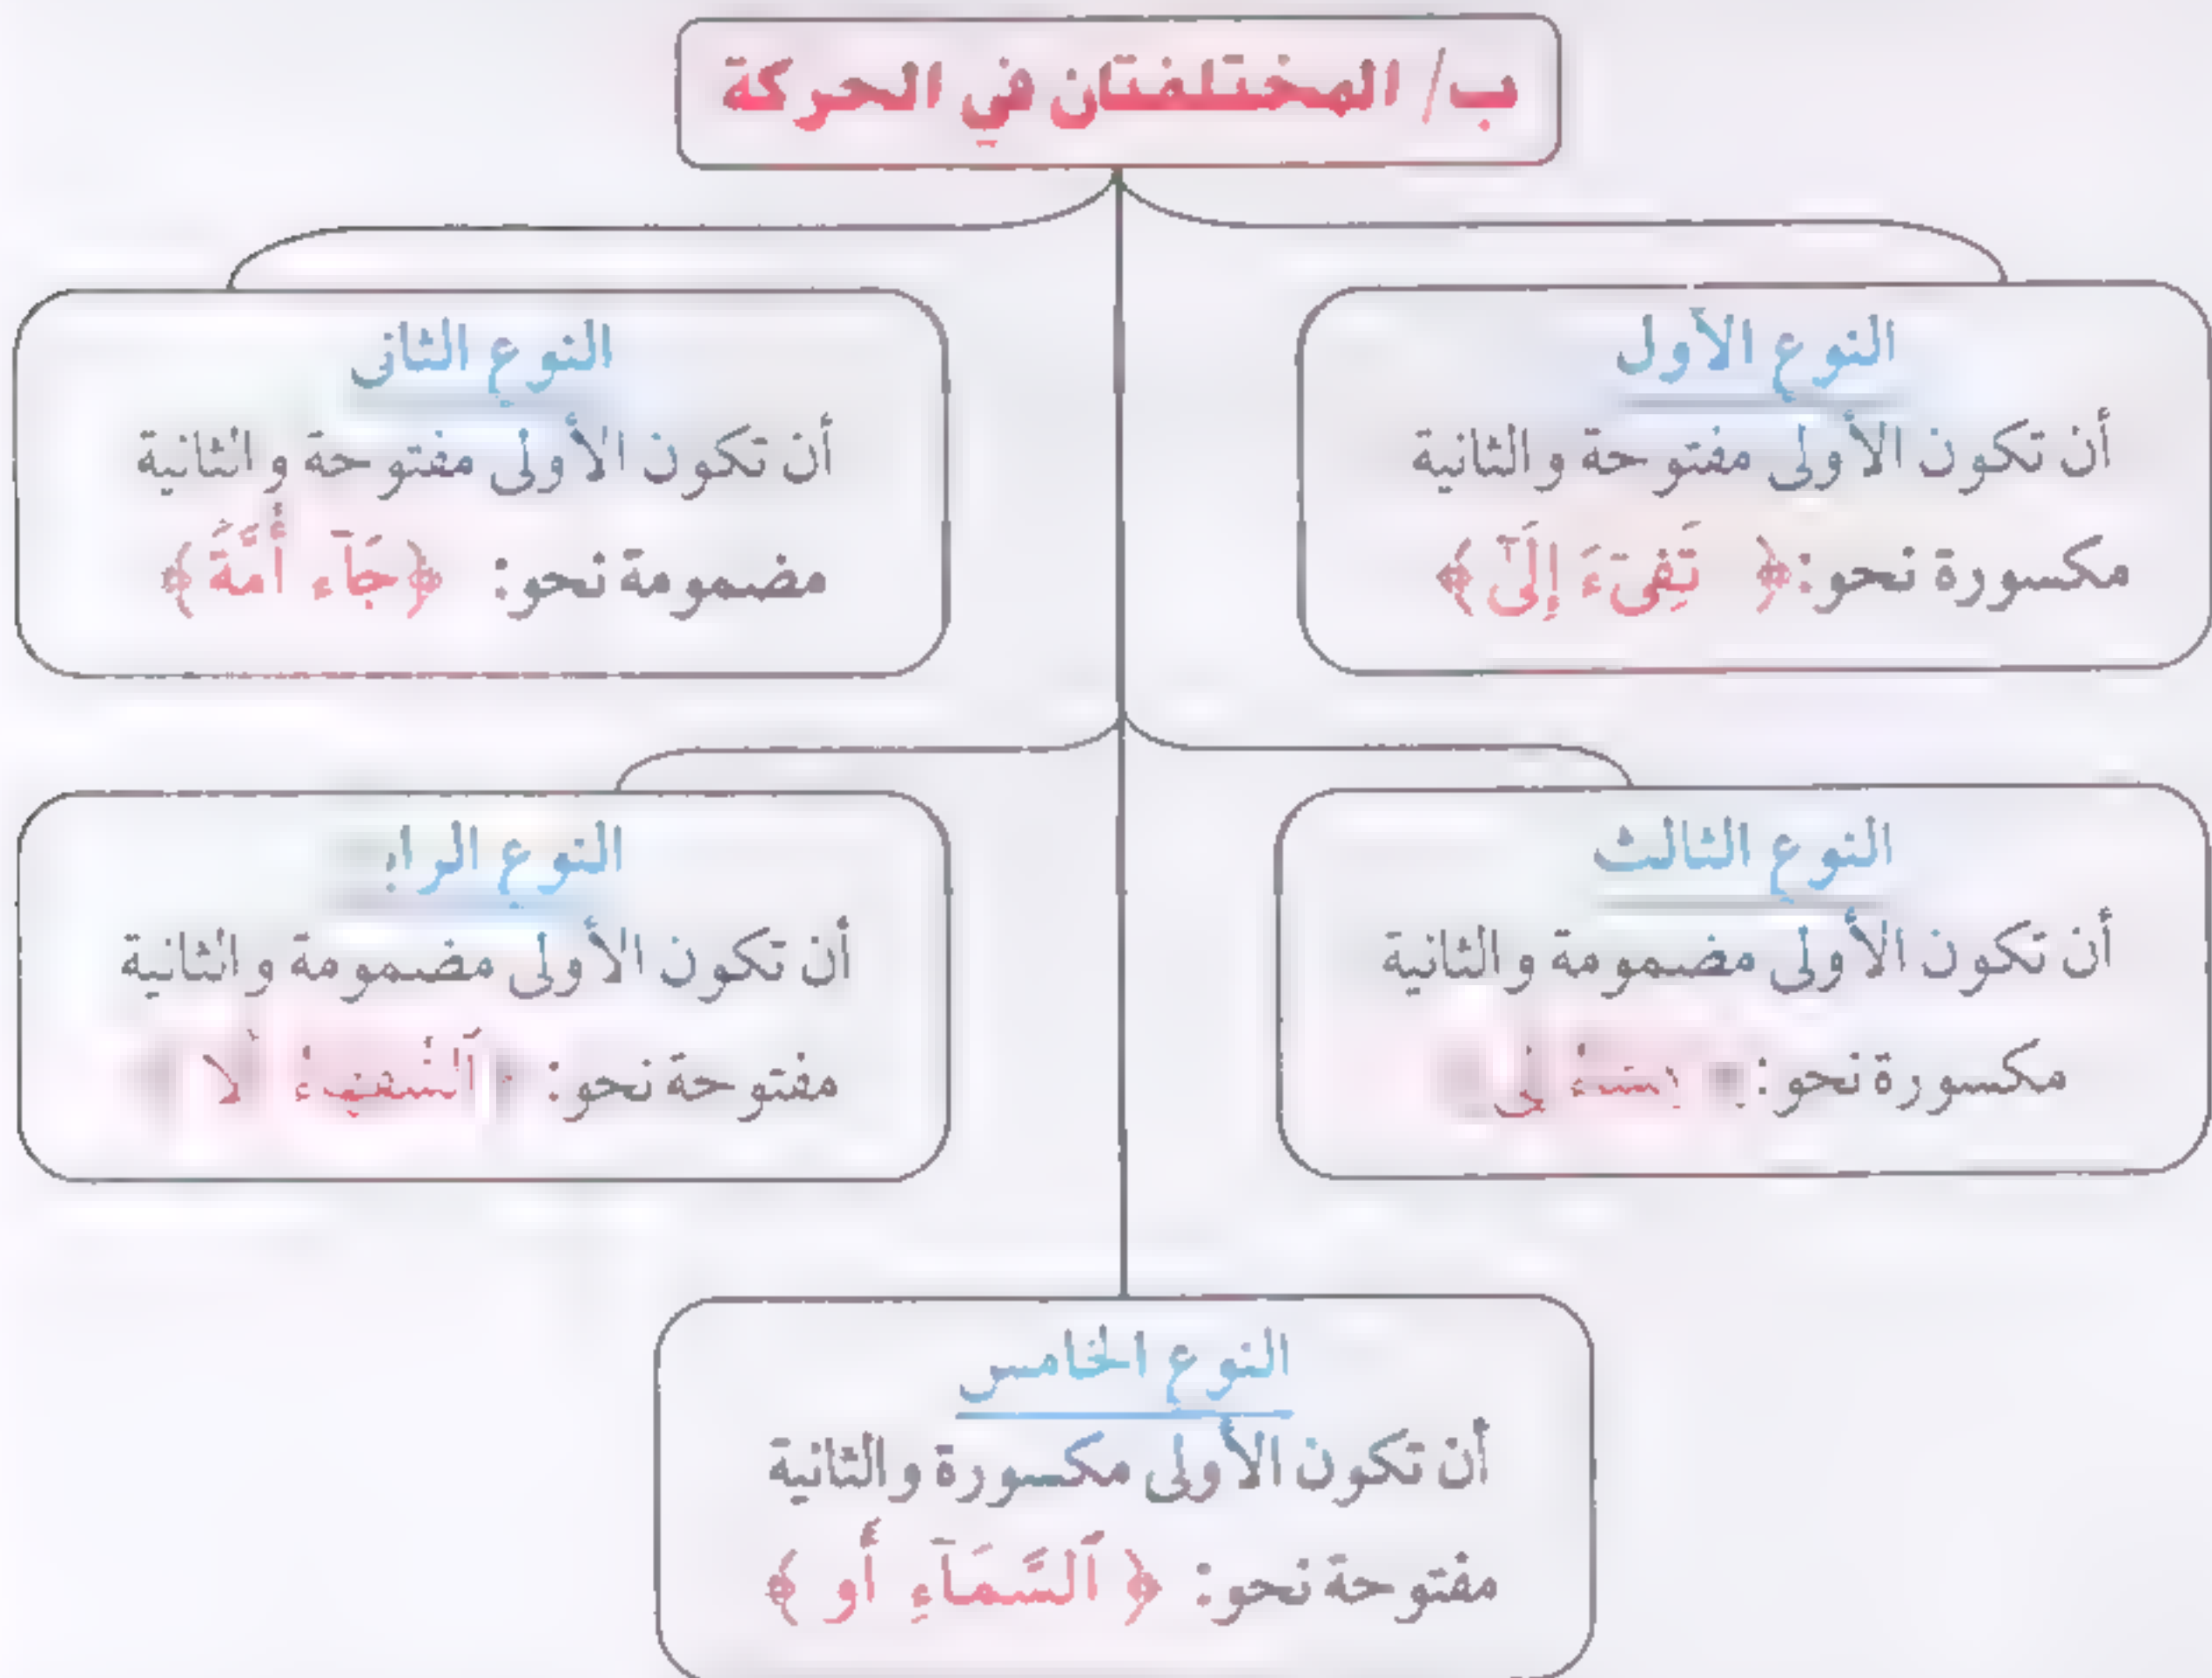 ب/ المختلفتان في الحركة
النوع الأول
أن تكون الأولى مفتوحة والثانية
مكسورة نحو: ﴿ تَفِىٓءَ إِلَىٰٓ ﴾
النوع الثانى
أن تكون الأولى مفتوحة والثانية
مضمومة نحو: ﴿جَآءَ أُمَّةً﴾
النوع الثالث
أن تكون الأولى مضمومة والثانية
مكسورة نحو:
النوع
أن تكون الأولى مضمومة والثانية
مفتوحة نحو:
النوع الخامس
أن تكون الأولى مكسورة والثانية
مفتوحة نحو: ﴿ ٱلسَّمَآءِ أَو ﴾